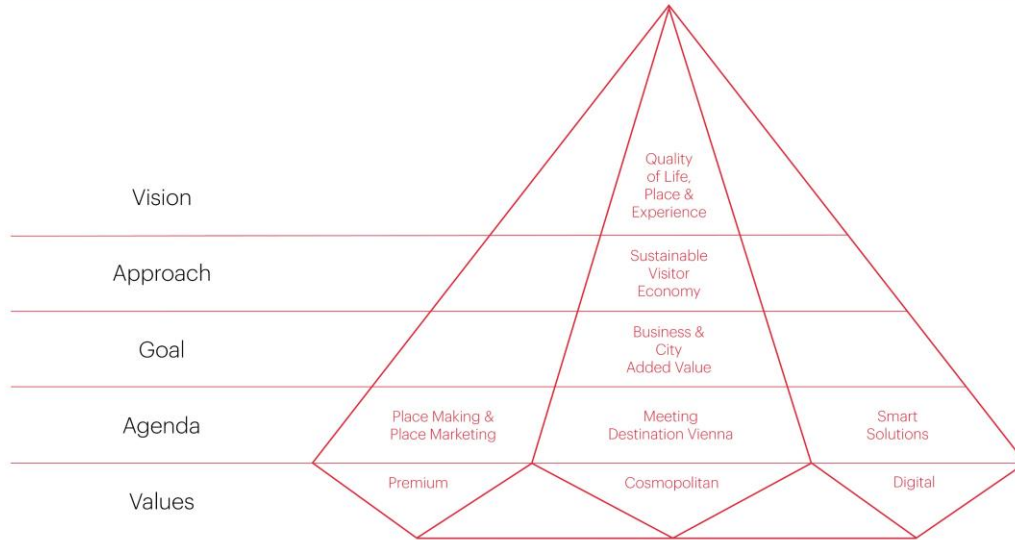 Vision
Quality
of Life,
Place &
Experience
Approach
Sustainable
Visitor
Economy
Goal
Business &
City
Added Value
Agenda
Place Making &
Place Marketing
Meeting
Destination Vienna
Smart
Solutions
Values
Premium
Cosmopolitan
Digital